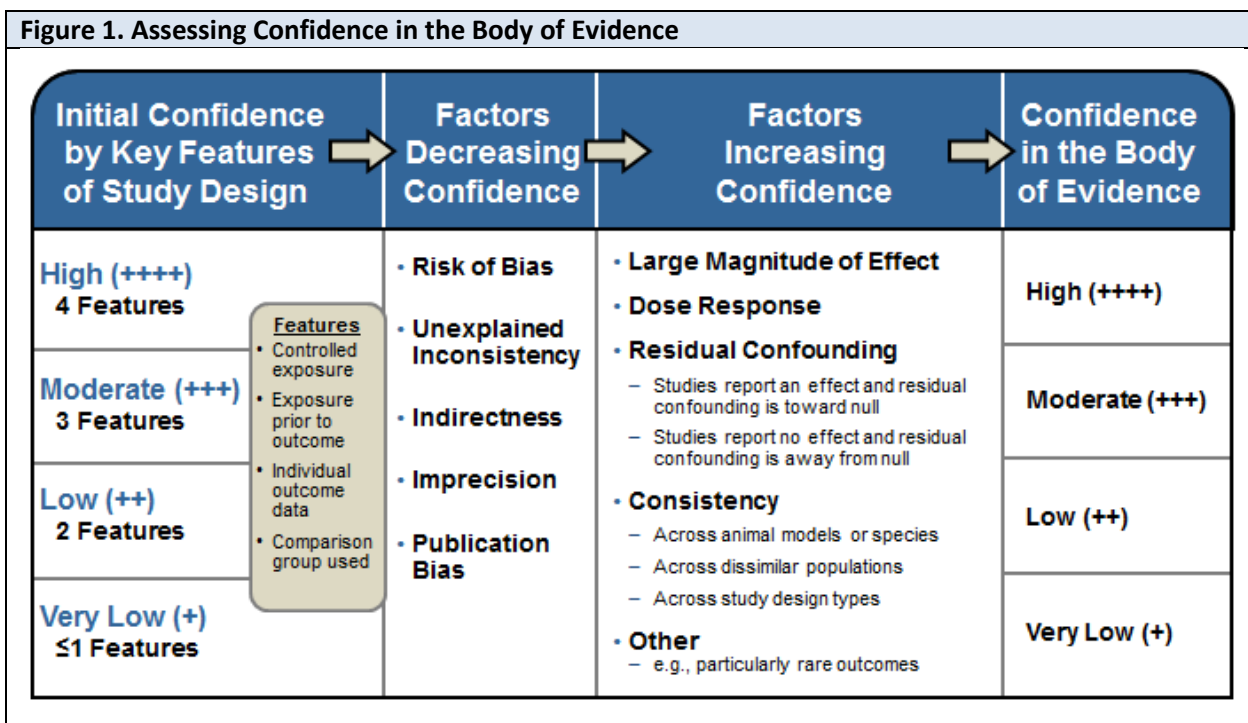 Figure 1. Assessing Confidence in the Body of Evidence
Initial Confidence
by Key Features
of Study Design
Factors
Decreasing
Confidence
Factors
Increasing
Confidence
Confidence
in the Body
of Evidence
High (++++)
4 Features
Moderate (+++)
3 Features
Low (++)
2 Features
Very Low (+)
≤1 Features
Features
• Controlled
exposure
• Exposure
prior to
outcome
• Individual
outcome
data
• Comparison
group used
• Risk of Bias
• Unexplained
Inconsistency
• Indirectness
• Imprecision
• Publication
Bias
• Large Magnitude of Effect
• Dose Response
• Residual Confounding
– Studies report an effect and residual
confounding is toward null
– Studies report no effect and residual
confounding is away from null
• Consistency
– Across animal models or species
– Across dissimilar populations
– Across study design types
• Other
– e.g., particularly rare outcomes
High (++++)
Moderate (+++)
Low (++)
Very Low (+)